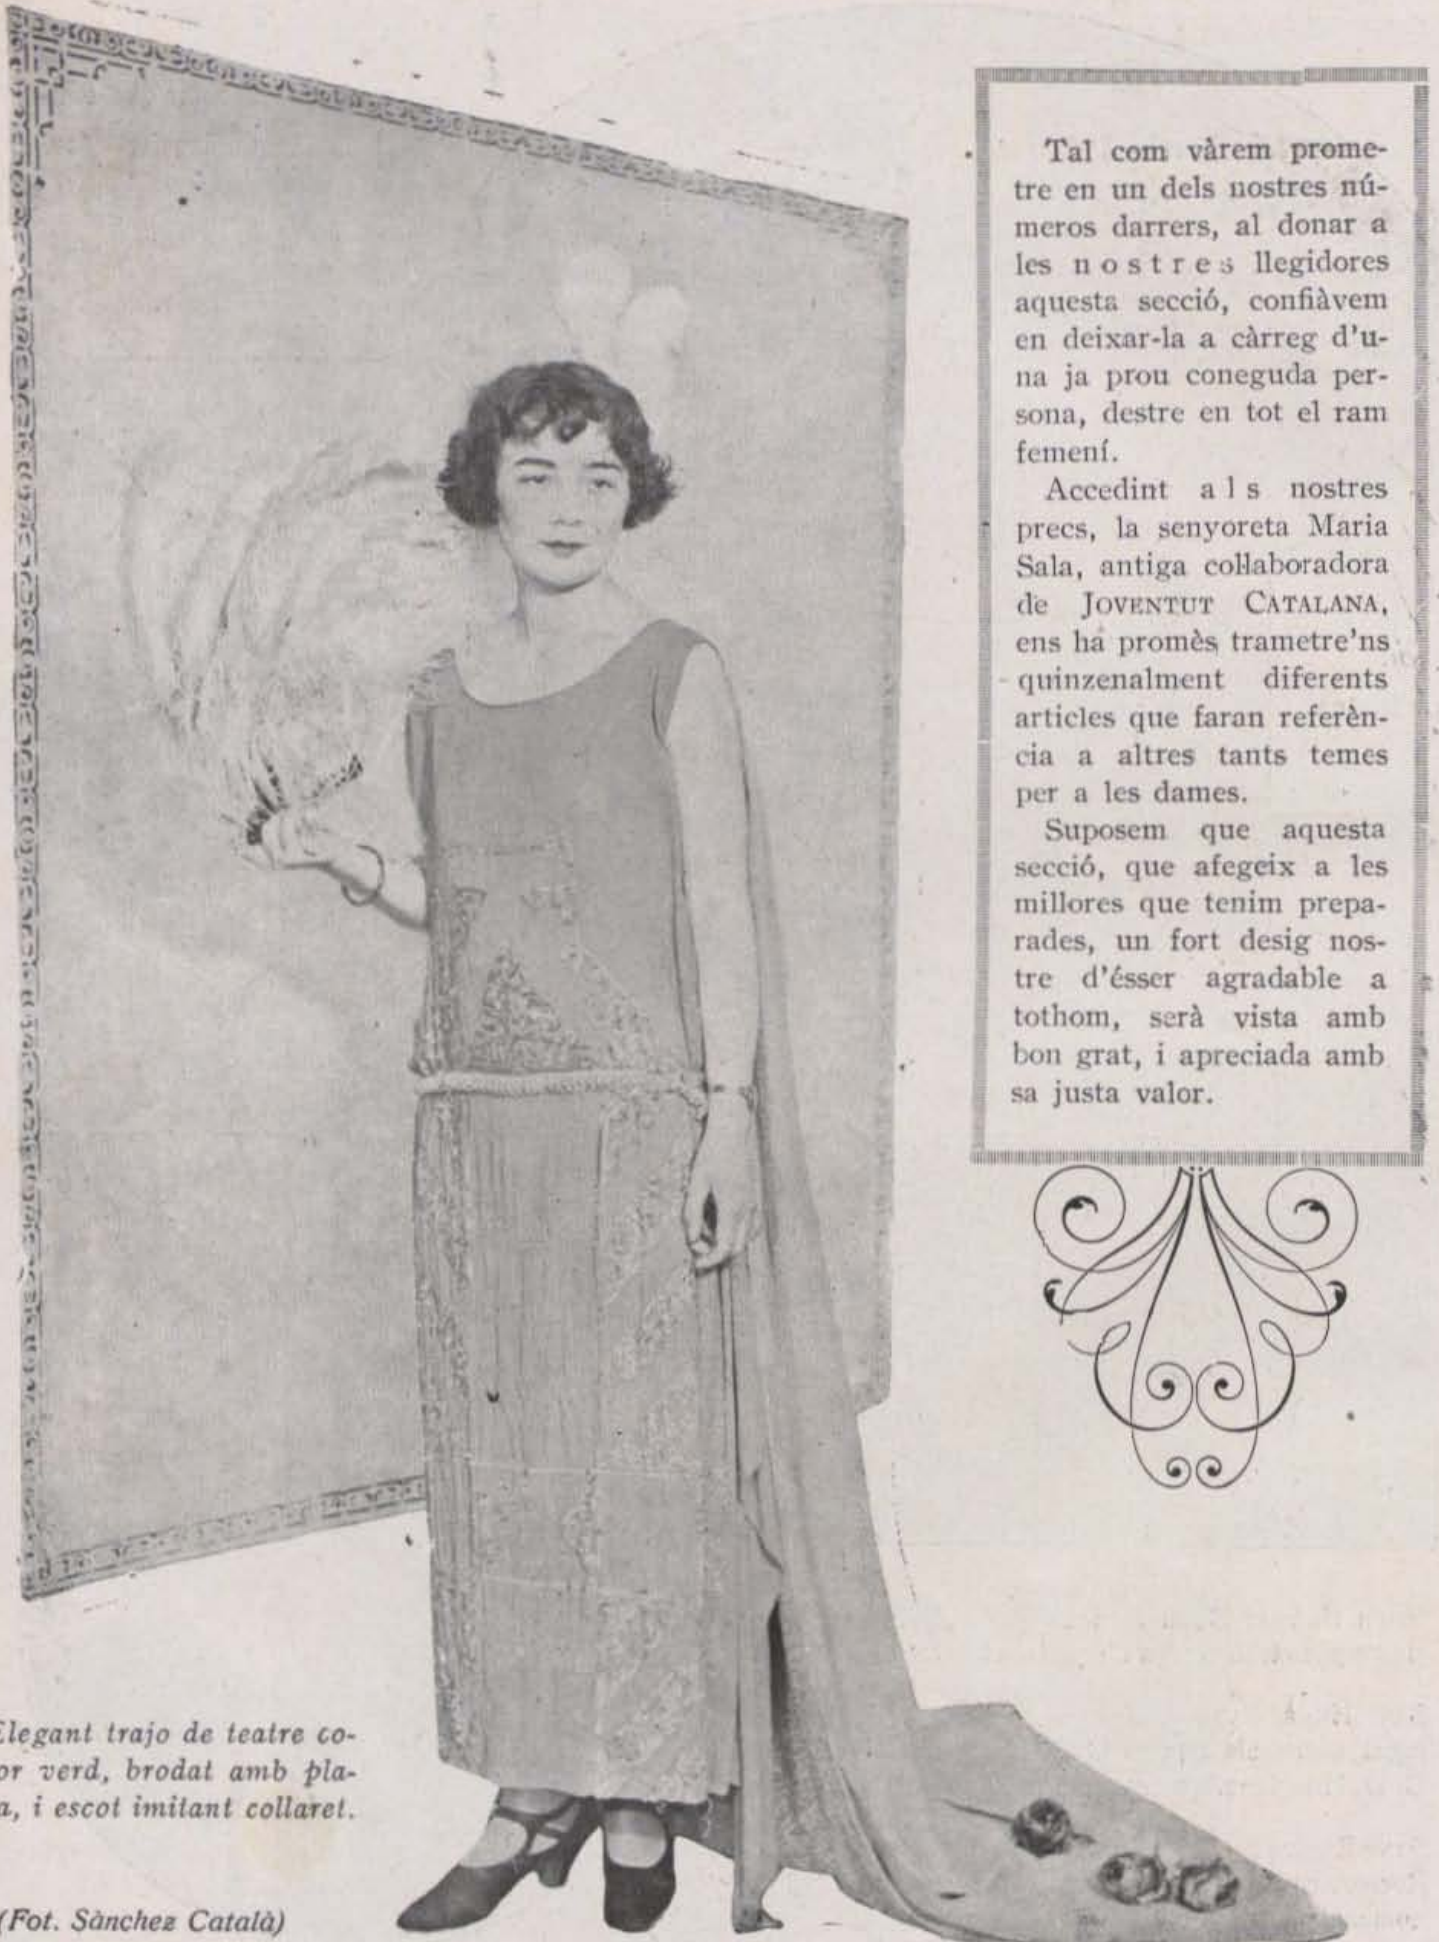 Tal com vàrem prome-
tre en un dels nostres nú-
meros darrers, al donar a
les nostres llegidores
aquesta secció, confiàvem
en deixar-la a càrreg d'u-
na ja prou coneguda per-
sona, destre en tot el ram
femení.
Accedint als nostres
precs, la senyoreta Maria
Sala, antiga col·laboradora
de JOVENTUT CATALANA,
ens ha promès trametre'ns
quinzenalment diferents
articles que faran referèn-
cia a altres tants temes
per a les dames.
Suposem que aquesta
secció, que afegeix a les
millores que tenim prepa-
rades, un fort desig nos-
tre d'ésser agradable a
tothom, serà vista amb
bon grat, i apreciada amb
sa justa valor.
Elegant trajo de teatre co-
or verd, brodat amb pla-
a, i escot imitant collaret.
(Fot. Sànchez Català)